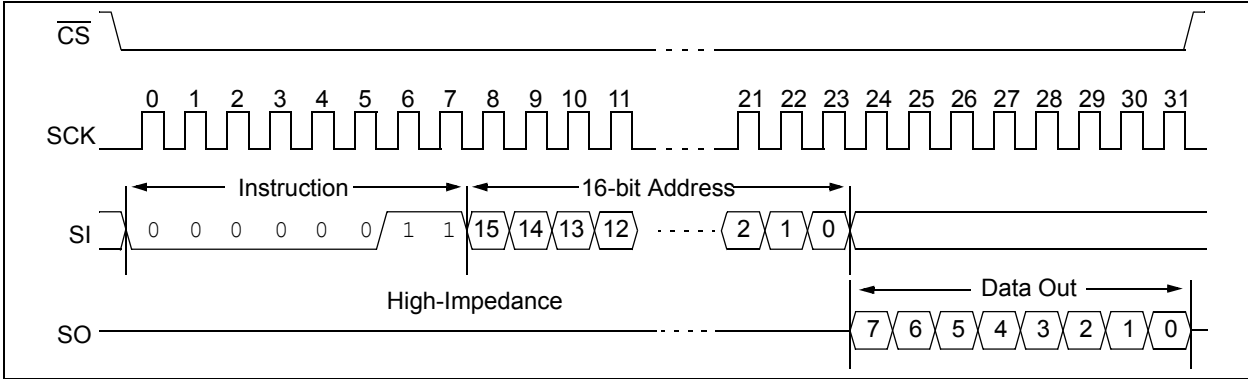 CS
0 1 2 3 4 5 6 7 8 9 10 11 21 22 23 24 25 26 27 28 29 30 31
SCK
Instruction 16-bit Address
SI 0 0 0 0 0 0 1 1 15 14 13 12 2 1 0
High-Impedance Data Out
SO 7 6 5 4 3 2 1 0